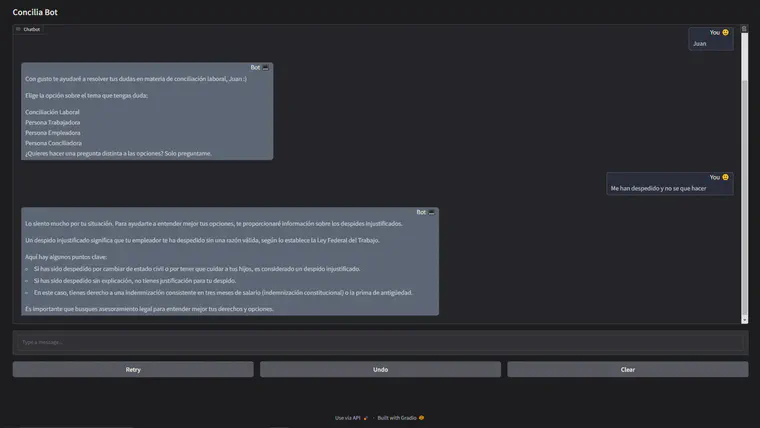 Concilia Bot
Chatbot
You
Juan
Bot
Con gusto te ayudaré a resolver tus dudas en materia de conciliación laboral, Juan :)
Elige la opción sobre el tema que tengas duda:
Conciliación Laboral
Persona Trabajadora
Persona Empleadora
Persona Conciliadora
¿Quieres hacer una pregunta distinta a las opciones? Solo preguntame.
You
Me han despedido y no se que hacer
Bot
Lo siento mucho por tu situación. Para ayudarte a entender mejor tus opciones, te proporcionaré información sobre los despidos injustificados.
Un despido injustificado significa que tu empleador te ha despedido sin una razón válida, según lo establece la Ley Federal del Trabajo.
Aquí hay algunos puntos clave:
- Si has sido despedido por cambiar de estado civil o por tener que cuidar a tus hijos, es considerado un despido injustificado.
- Si has sido despedido sin explicación, no tienes justificación para tu despido.
- En este caso, tienes derecho a una indemnización consistente en tres meses de salario (indemnización constitucional) o la prima de antigüedad.
Es importante que busques asesoramiento legal para entender mejor tus derechos y opciones.
Type a message...
Retry
Undo
Clear
Use via API · Built with Gradio